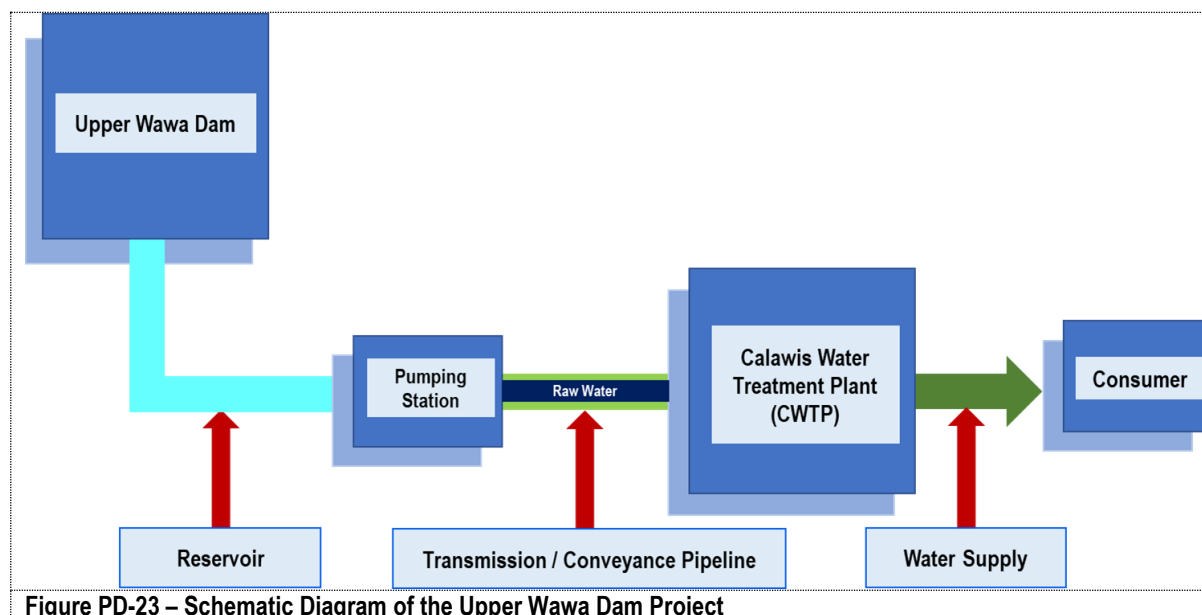 Upper Wawa Dam
Pumping
Station
Raw Water
Calawis Water
Treatment Plant
(CWTP)
Consumer
Reservoir
Transmission / Conveyance Pipeline
Water Supply
Figure PD-23 – Schematic Diagram of the Upper Wawa Dam Project